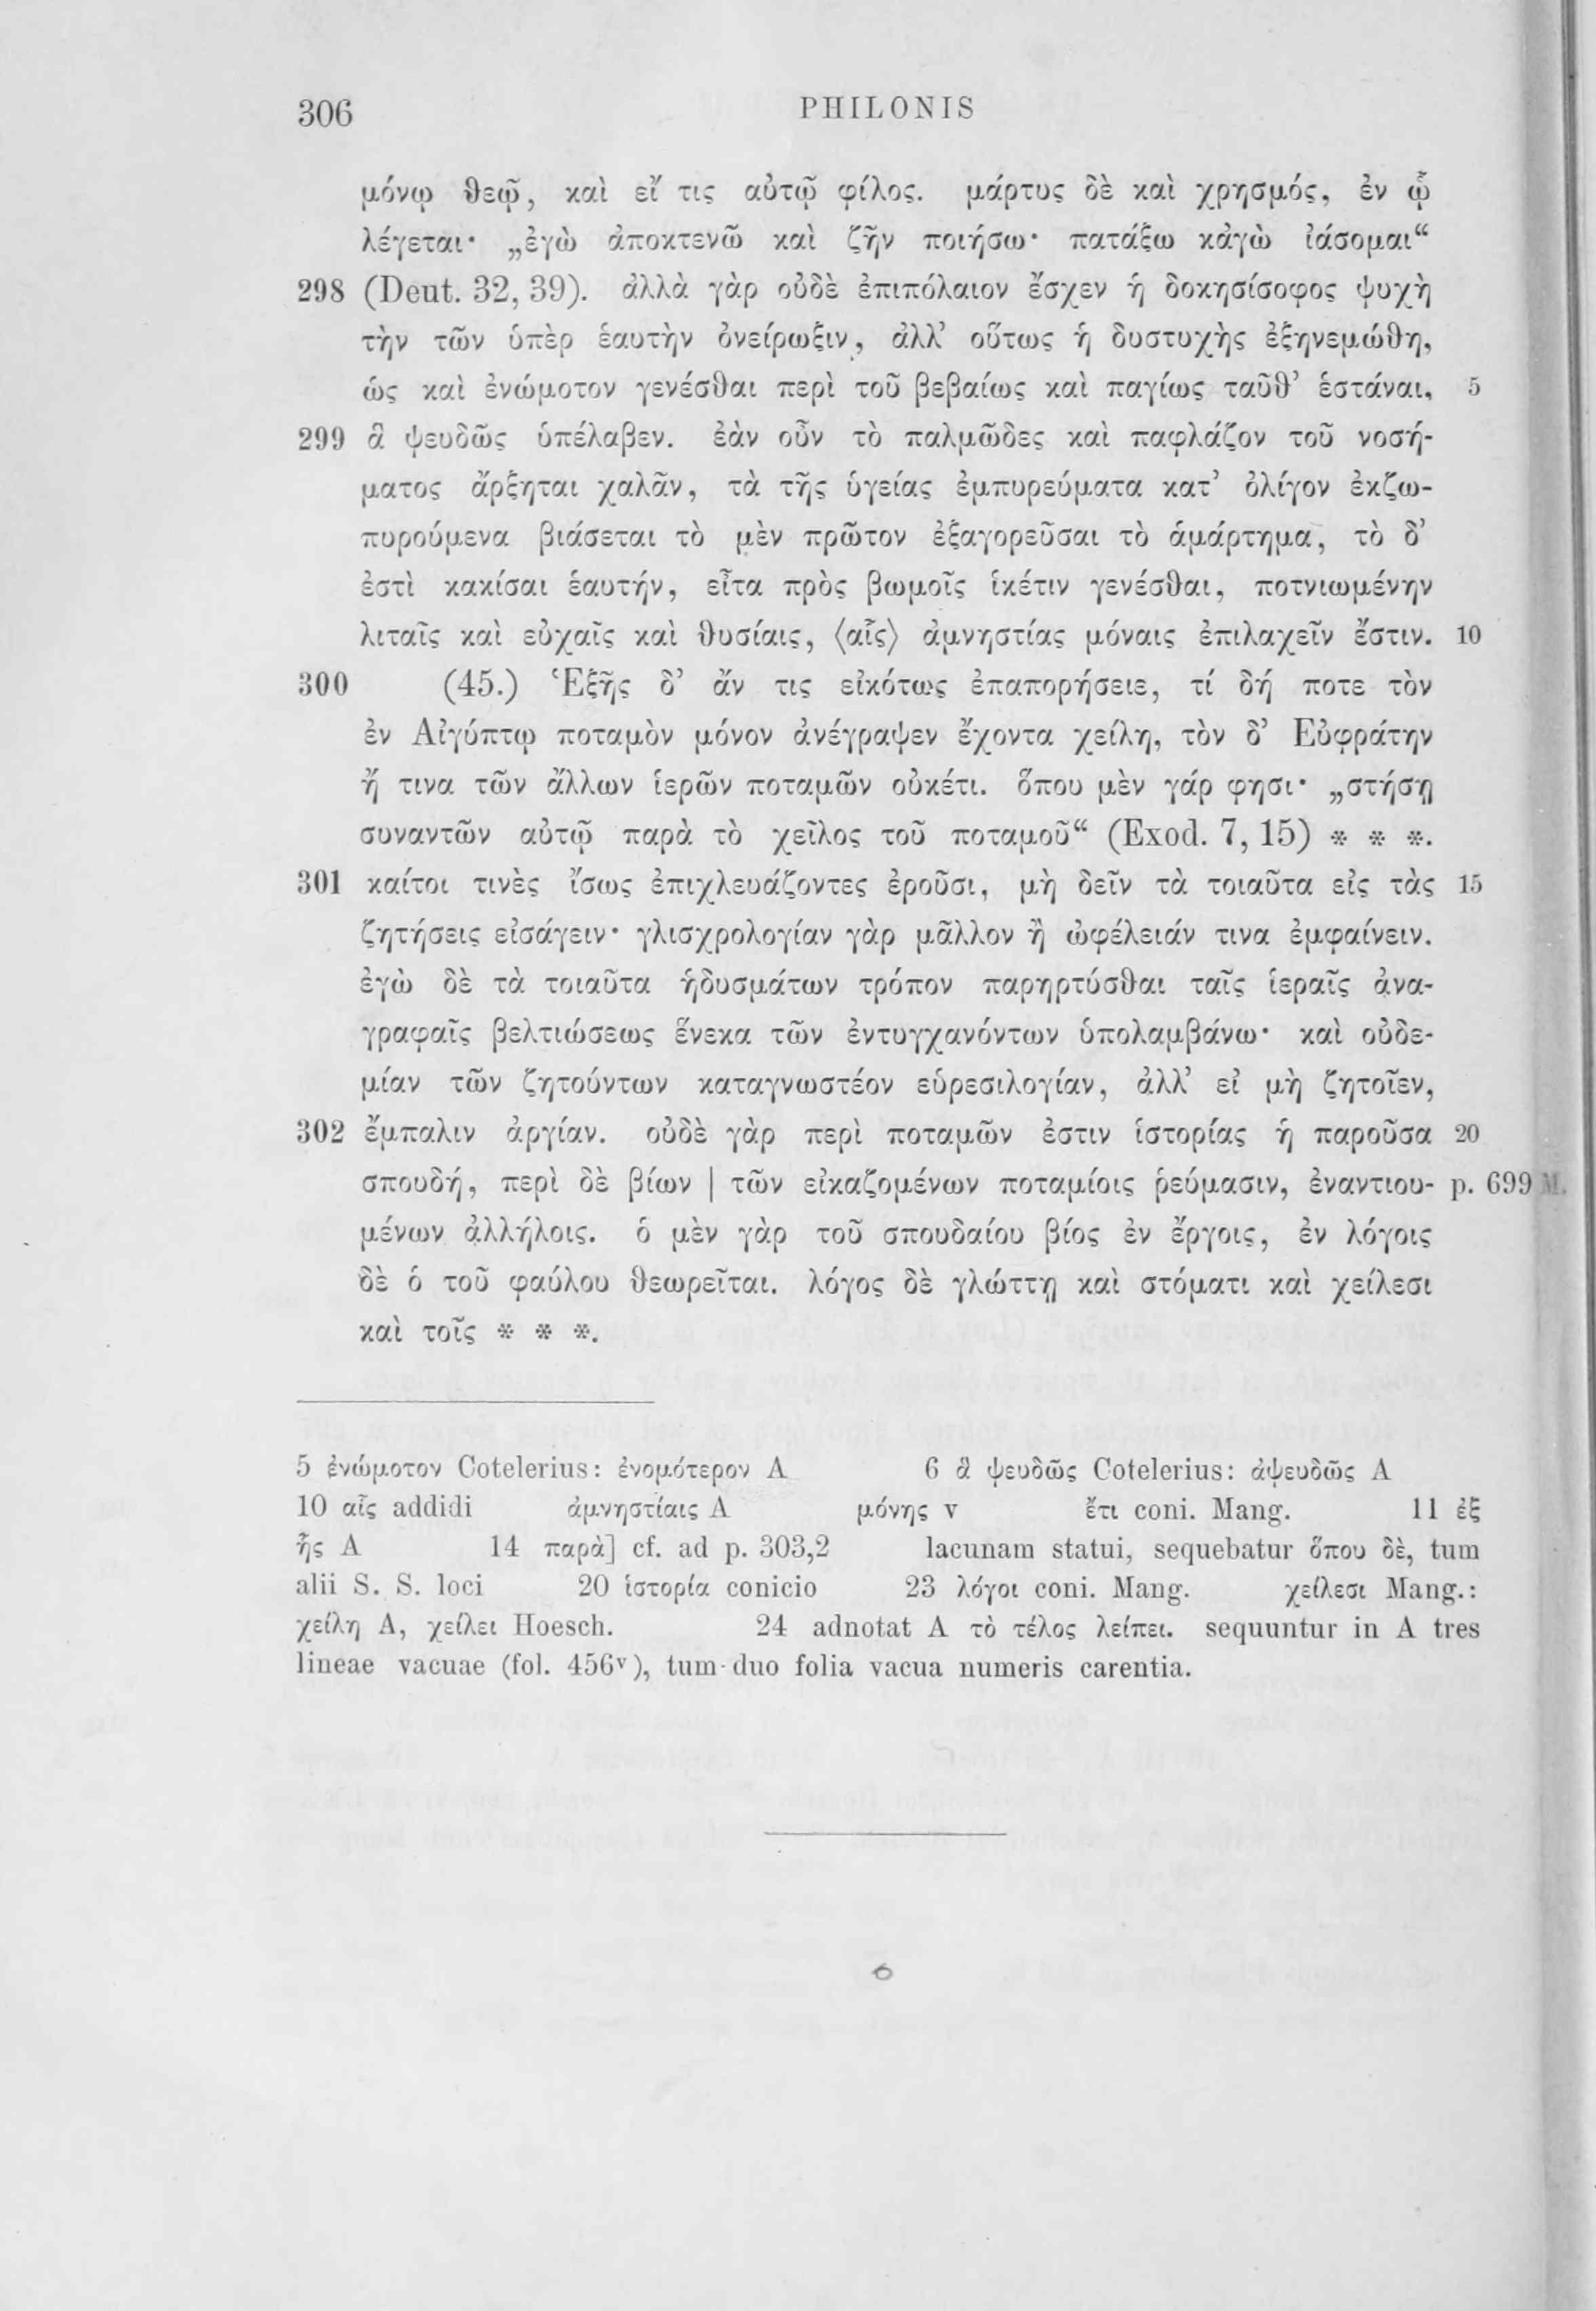 306 PHILONIS
μόνῳ θεῷ, καὶ εἴ τις αὐτῷ φίλος. μάρτυς δὲ καὶ χρησμός, ἐν ᾧ
λέγεται· „ἐγὼ ἀποκτενῶ καὶ ζῆν ποιήσω· πατάξω κἀγὼ ἰάσομαι“
298 (Deut. 32, 39). ἀλλὰ γὰρ οὐδὲ ἐπιπόλαιον ἔσχεν ἡ δοκησίσοφος ψυχὴ
τὴν τῶν ὑπὲρ ἑαυτὴν ὀνείρωξιν, ἀλλ’ οὕτως ἡ δυστυχὴς ἐξηνεμώθη,
ὡς καὶ ἐνώμοτον γενέσθαι περὶ τοῦ βεβαίως καὶ παγίως ταῦθ’ ἑστάναι, 5
299 ἃ ψευδῶς ὑπέλαβεν. ἐὰν οὖν τὸ παλμῶδες καὶ παφλάζον τοῦ νοσή-
ματος ἄρξηται χαλᾶν, τὰ τῆς ὑγείας ἐμπυρεύματα κατ’ ὀλίγον ἐκζω-
πυρούμενα βιάσεται τὸ μὲν πρῶτον ἐξαγορεῦσαι τὸ ἁμάρτημα, τὸ δ’
ἐστὶ κακίσαι ἑαυτήν, εἶτα πρὸς βωμοῖς ἱκέτιν γενέσθαι, ποτνιωμένην
λιταῖς καὶ εὐχαῖς καὶ θυσίαις, ⟨αἷς⟩ ἀμνηστίας μόναις ἐπιλαχεῖν ἔστιν. 10
300 (45.) Ἑξῆς δ’ ἄν τις εἰκότως ἐπαπορήσειε, τί δή ποτε τὸν
ἐν Αἰγύπτῳ ποταμὸν μόνον ἀνέγραψεν ἔχοντα χείλη, τὸν δ’ Εὐφράτην
ἤ τινα τῶν ἄλλων ἱερῶν ποταμῶν οὐκέτι. ὅπου μὲν γάρ φησι· „στήσῃ
συναντῶν αὐτῷ παρὰ τὸ χεῖλος τοῦ ποταμοῦ“ (Exod. 7, 15) * * *.
301 καίτοι τινὲς ἴσως ἐπιχλευάζοντες ἐροῦσι, μὴ δεῖν τὰ τοιαῦτα εἰς τὰς 15
ζητήσεις εἰσάγειν· γλισχρολογίαν γὰρ μᾶλλον ἢ ὠφέλειάν τινα ἐμφαίνειν.
ἐγὼ δὲ τὰ τοιαῦτα ἡδυσμάτων τρόπον παρηρτύσθαι ταῖς ἱεραῖς ἀνα-
γραφαῖς βελτιώσεως ἕνεκα τῶν ἐντυγχανόντων ὑπολαμβάνω· καὶ οὐδε-
μίαν τῶν ζητούντων καταγνωστέον εὑρεσιλογίαν, ἀλλ’ εἰ μὴ ζητοῖεν,
302 ἔμπαλιν ἀργίαν. οὐδὲ γὰρ περὶ ποταμῶν ἐστιν ἱστορίας ἡ παροῦσα 20
σπουδή, περὶ δὲ βίων | τῶν εἰκαζομένων ποταμίοις ῥεύμασιν, ἐναντιου- p. 699 M.
μένων ἀλλήλοις. ὁ μὲν γὰρ τοῦ σπουδαίου βίος ἐν ἔργοις, ἐν λόγοις
δὲ ὁ τοῦ φαύλου θεωρεῖται. λόγος δὲ γλώττῃ καὶ στόματι καὶ χείλεσι
καὶ τοῖς * * *.
5 ἐνώμοτον Cotelerius: ἐνομότερον A 6 ἃ ψευδῶς Cotelerius: ἀψευδῶς A
10 αἷς addidi ἀμνηστίαις A μόνης v ἔτι coni. Mang. 11 ἐξ
ἧς A 14 παρὰ] cf. ad p. 303,2 lacunam statui, sequebatur ὅπου δὲ, tum
alii S. S. loci 20 ἱστορία conicio 23 λόγοι coni. Mang. χείλεσι Mang.:
χείλη A, χείλει Hoesch. 24 adnotat A τὸ τέλος λείπει. sequuntur in A tres
lineae vacuae (fol. 456v), tum duo folia vacua numeris carentia.